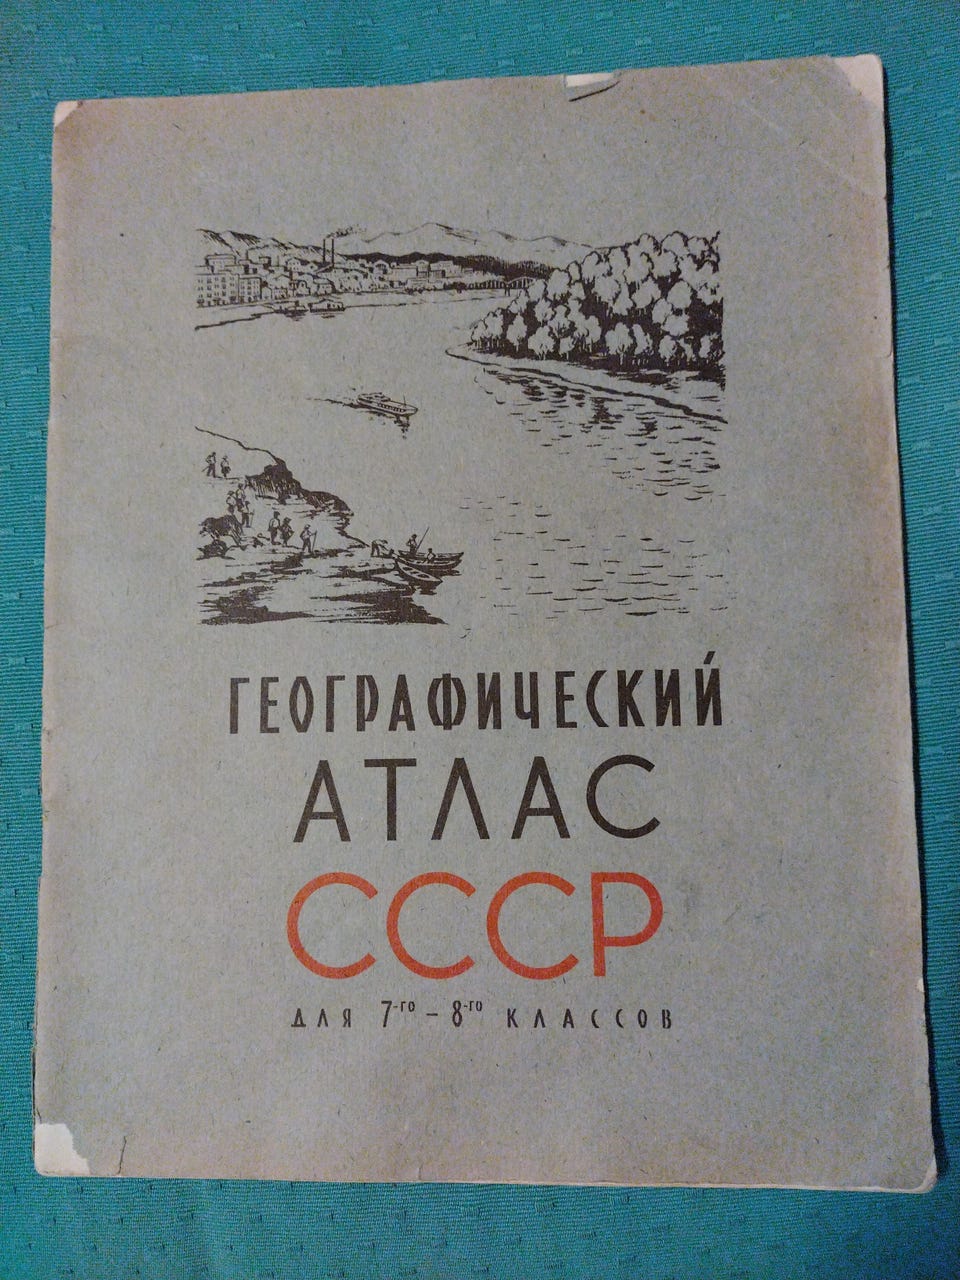 ГЕОГРАФИЧЕСКИЙ
АТЛАС
СССР
ДЛЯ 7-ГО – 8-ГО КЛАССОВ